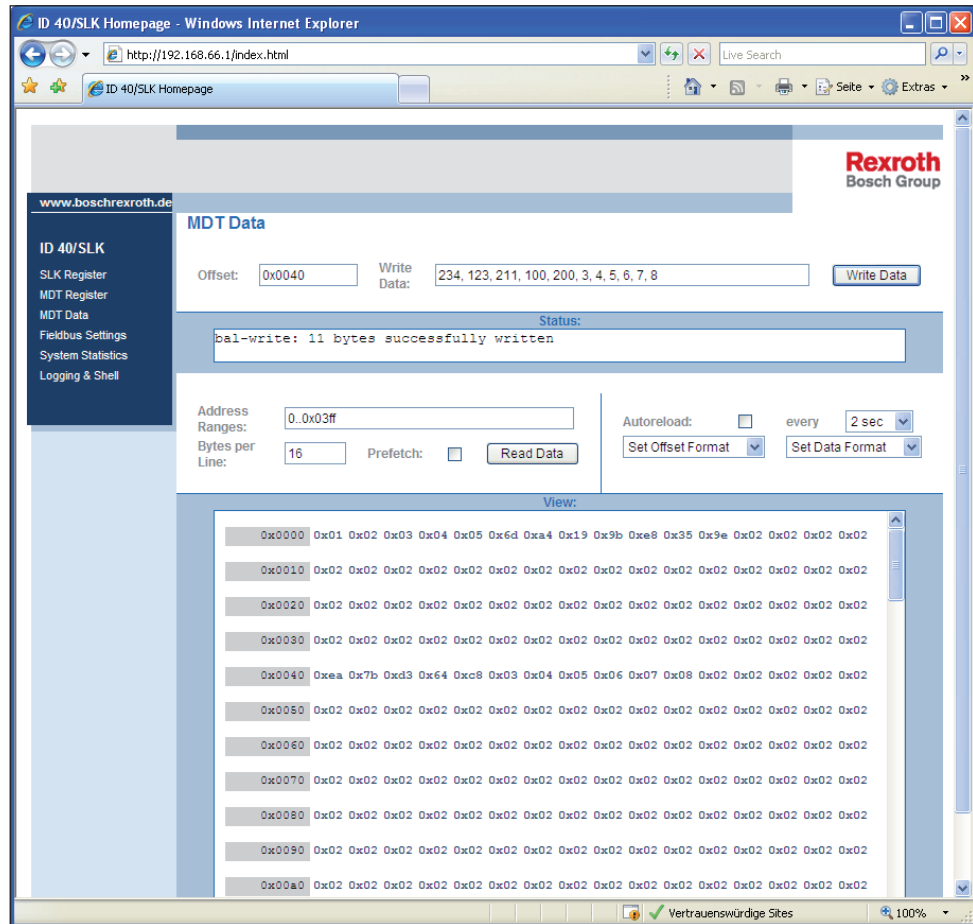 ID 40/SLK Homepage - Windows Internet Explorer
http://192.168.66.1/index.html
Live Search
ID 40/SLK Homepage
Seite
Extras
»
Rexroth
Bosch Group
www.boschrexroth.de
ID 40/SLK
SLK Register
MDT Register
MDT Data
Fieldbus Settings
System Statistics
Logging & Shell
MDT Data
Offset: 0x0040 Write Data: 234, 123, 211, 100, 200, 3, 4, 5, 6, 7, 8 Write Data
Status:
bal-write: 11 bytes successfully written
Address Ranges: 0..0x03ff
Bytes per Line: 16 Prefetch: Read Data
Autoreload: every 2 sec
Set Offset Format Set Data Format
View:
0x0000 0x01 0x02 0x03 0x04 0x05 0x6d 0xa4 0x19 0x9b 0xe8 0x35 0x9e 0x02 0x02 0x02 0x02
0x0010 0x02 0x02 0x02 0x02 0x02 0x02 0x02 0x02 0x02 0x02 0x02 0x02 0x02 0x02 0x02 0x02
0x0020 0x02 0x02 0x02 0x02 0x02 0x02 0x02 0x02 0x02 0x02 0x02 0x02 0x02 0x02 0x02 0x02
0x0030 0x02 0x02 0x02 0x02 0x02 0x02 0x02 0x02 0x02 0x02 0x02 0x02 0x02 0x02 0x02 0x02
0x0040 0xea 0x7b 0xd3 0x64 0xc8 0x03 0x04 0x05 0x06 0x07 0x08 0x02 0x02 0x02 0x02 0x02
0x0050 0x02 0x02 0x02 0x02 0x02 0x02 0x02 0x02 0x02 0x02 0x02 0x02 0x02 0x02 0x02 0x02
0x0060 0x02 0x02 0x02 0x02 0x02 0x02 0x02 0x02 0x02 0x02 0x02 0x02 0x02 0x02 0x02 0x02
0x0070 0x02 0x02 0x02 0x02 0x02 0x02 0x02 0x02 0x02 0x02 0x02 0x02 0x02 0x02 0x02 0x02
0x0080 0x02 0x02 0x02 0x02 0x02 0x02 0x02 0x02 0x02 0x02 0x02 0x02 0x02 0x02 0x02 0x02
0x0090 0x02 0x02 0x02 0x02 0x02 0x02 0x02 0x02 0x02 0x02 0x02 0x02 0x02 0x02 0x02 0x02
0x00a0 0x02 0x02 0x02 0x02 0x02 0x02 0x02 0x02 0x02 0x02 0x02 0x02 0x02 0x02 0x02 0x02
Vertrauenswürdige Sites
100%